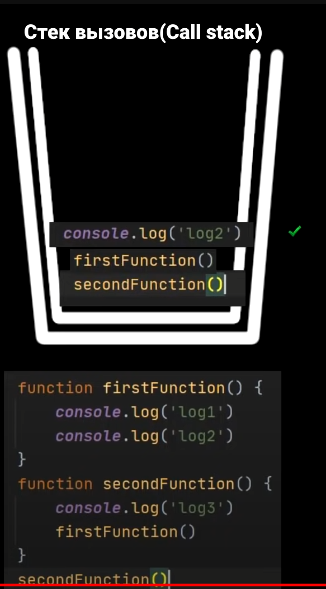 Стек вызовов(Call stack)
console.log('log2')
firstFunction()
secondFunction()
function firstFunction() {
console.log('log1')
console.log('log2')
}
function secondFunction() {
console.log('log3')
firstFunction()
}
secondFunction()